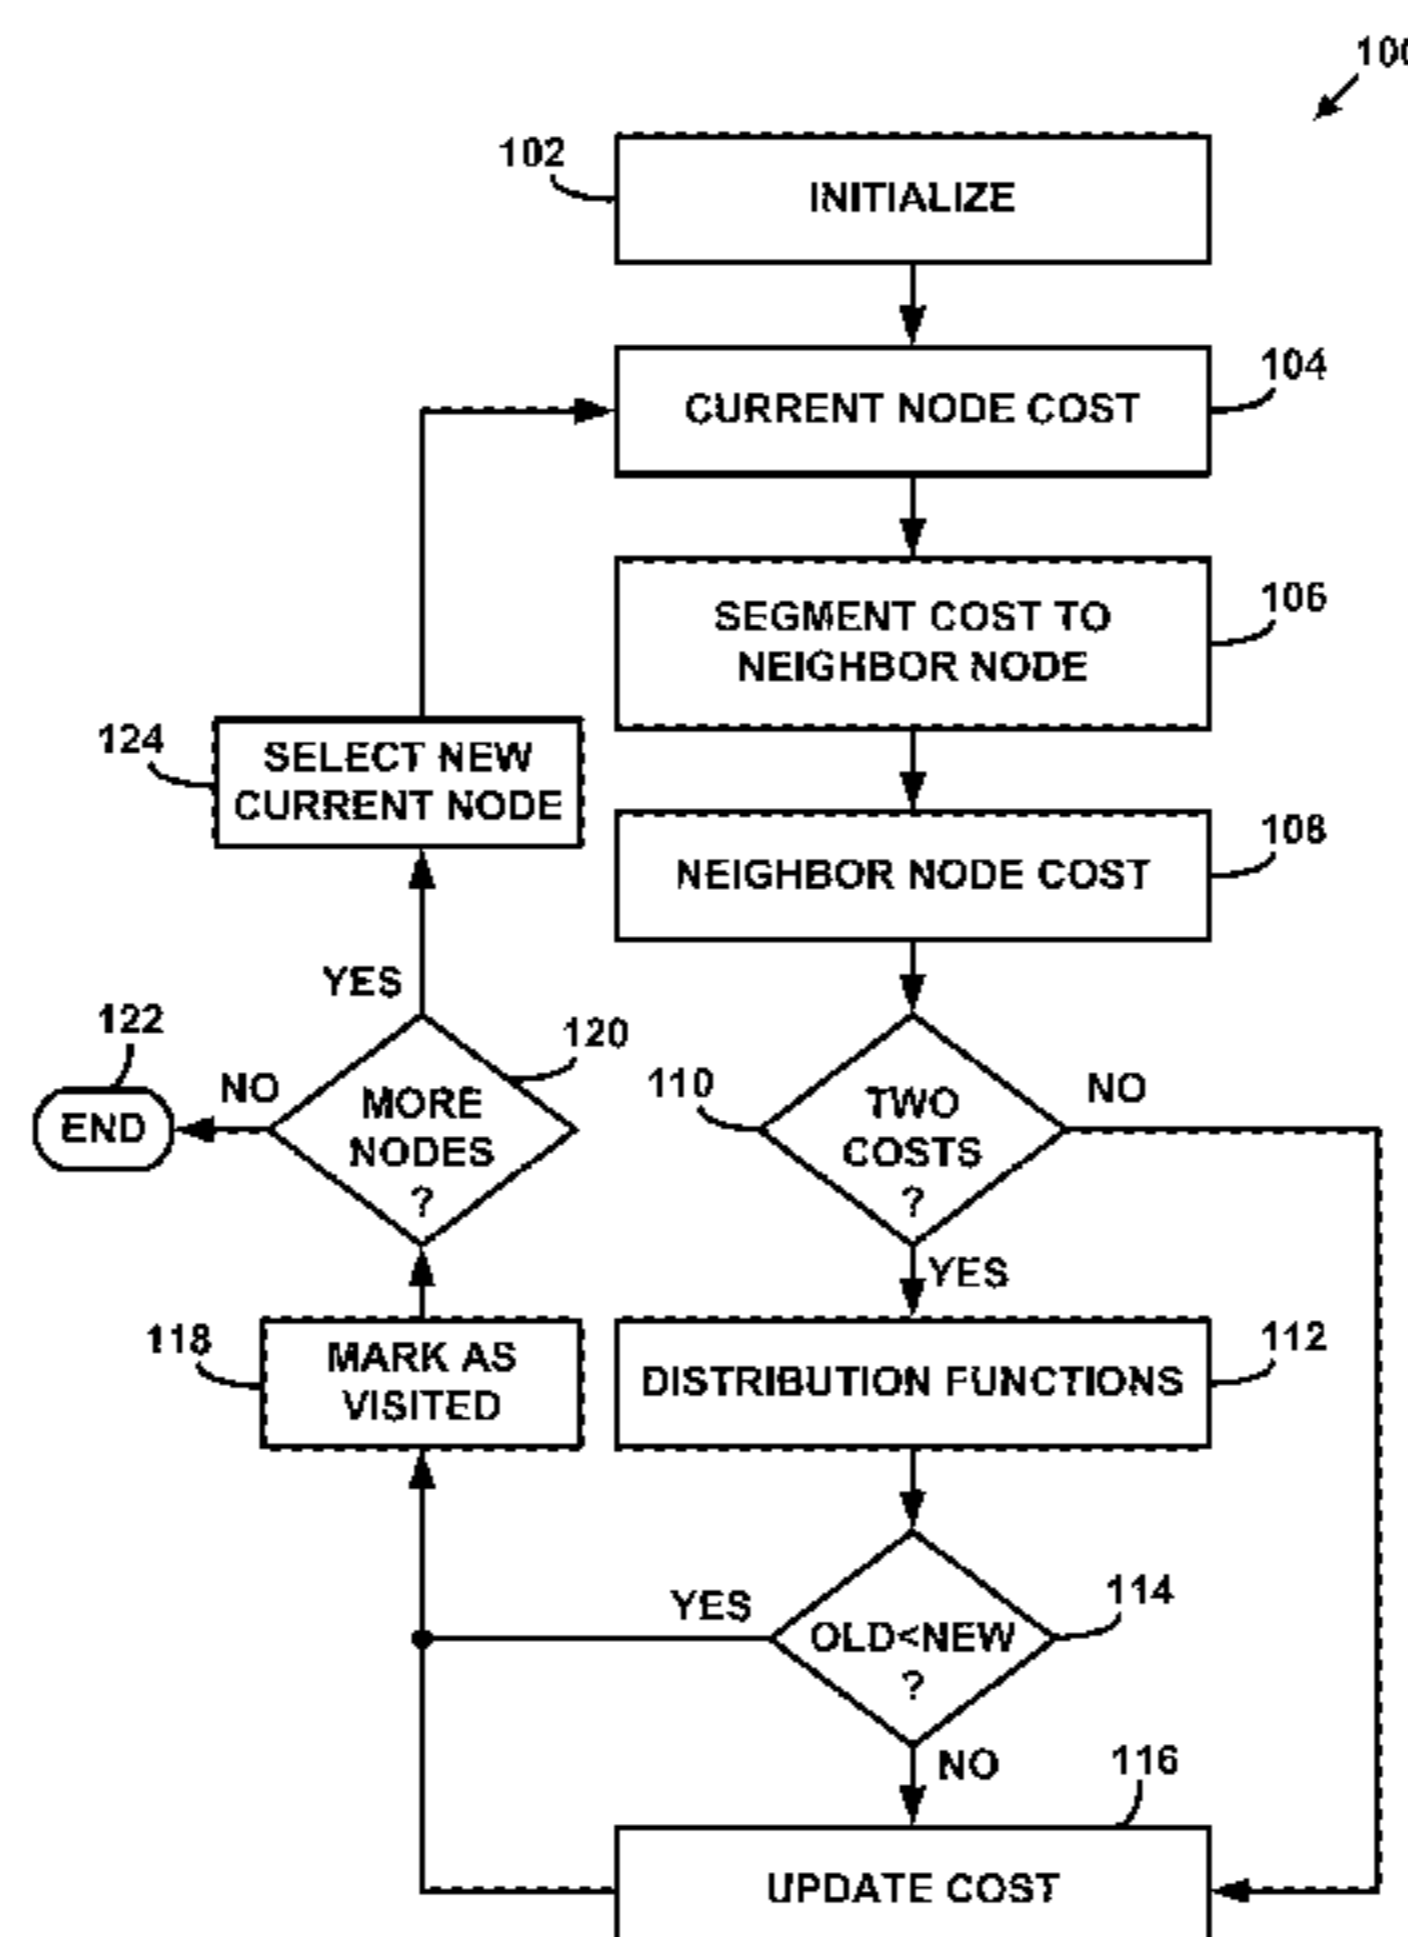 100
102
INITIALIZE
104
CURRENT NODE COST
106
SEGMENT COST TO
NEIGHBOR NODE
124
SELECT NEW
CURRENT NODE
108
NEIGHBOR NODE COST
YES
122
END
NO
120
MORE
NODES
?
110
TWO
COSTS
?
NO
YES
118
MARK AS
VISITED
112
DISTRIBUTION FUNCTIONS
YES
114
OLD<NEW
?
NO
116
UPDATE COST